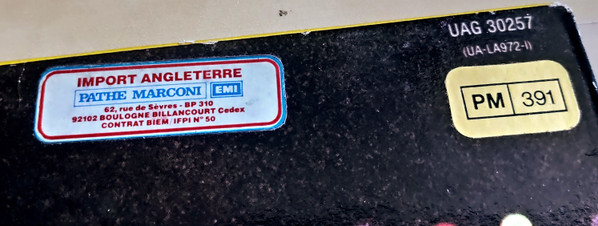 UAG 30257
(UA-LA972-I)
IMPORT ANGLETERRE
PATHE MARCONI EMI
62, rue de Sèvres - BP 310
92102 BOULOGNE BILLANCOURT Cedex
CONTRAT BIEM/IFPI N° 50
PM 391